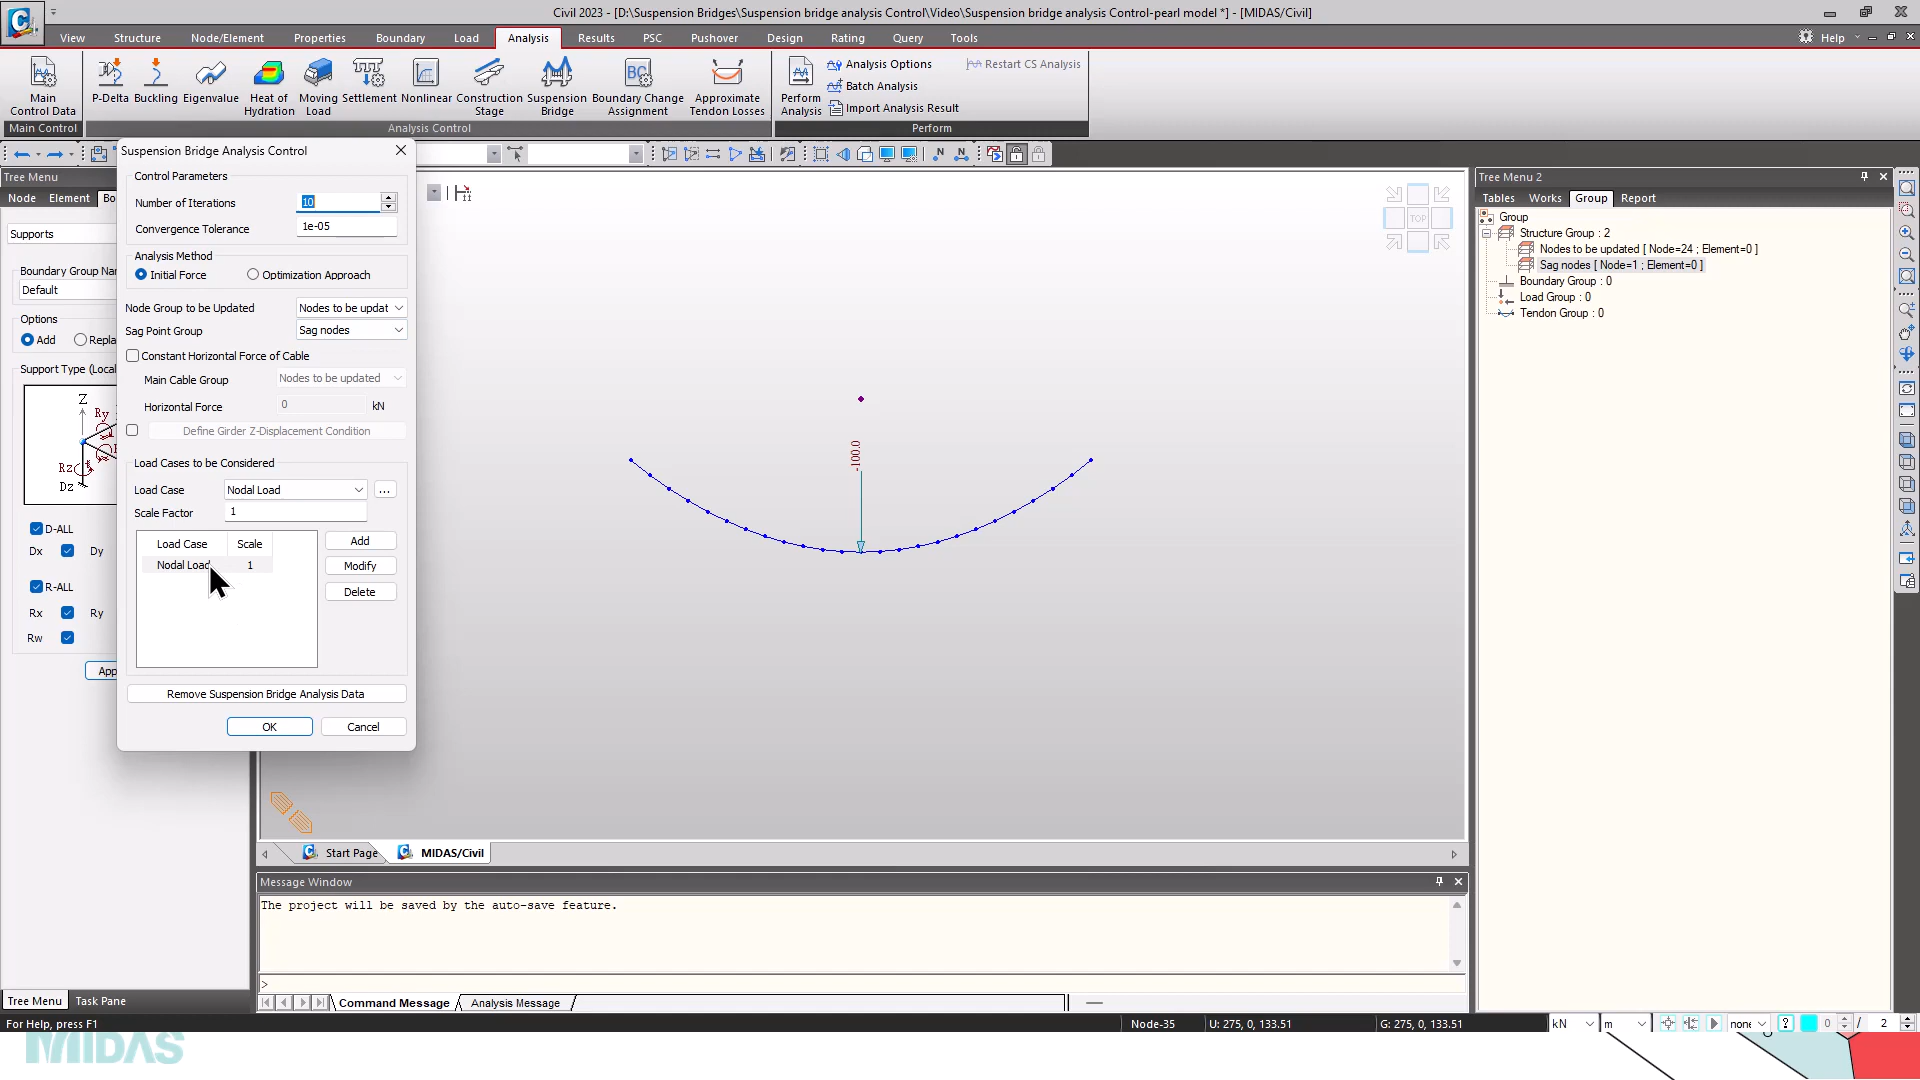 Civil 2023 - [D:\Suspension Bridges\Suspension bridge analysis Control\Video\Suspension bridge analysis Control-pearl model *] - [MIDAS/Civil]
View Structure Node/Element Properties Boundary Load Analysis Results PSC Pushover Design Rating Query Tools Help
Main Control Data
P-Delta Buckling Eigenvalue Heat of Hydration Moving Load Settlement Nonlinear Construction Stage Suspension Bridge Boundary Change Assignment Approximate Tendon Losses
Perform Analysis
Analysis Options
Batch Analysis
Import Analysis Result
Restart CS Analysis
Main Control Analysis Control Perform
Tree Menu
Node Element Bo
Supports
Boundary Group Na
Default
Options
Add Repla
Support Type (Local
Z
Ry
Rz
Dz
D-ALL
Dx Dy
R-ALL
Rx Ry
Rw
App
Suspension Bridge Analysis Control
Control Parameters
Number of Iterations 10
Convergence Tolerance 1e-05
Analysis Method
Initial Force Optimization Approach
Node Group to be Updated Nodes to be updat
Sag Point Group Sag nodes
Constant Horizontal Force of Cable
Main Cable Group Nodes to be updated
Horizontal Force 0 kN
Define Girder Z-Displacement Condition
Load Cases to be Considered
Load Case Nodal Load ...
Scale Factor 1
Load Case Scale
Nodal Load 1
Add
Modify
Delete
Remove Suspension Bridge Analysis Data
OK Cancel
-100.0
TOP
Tree Menu 2
Tables Works Group Report
Group
Structure Group : 2
Nodes to be updated [ Node=24 ; Element=0 ]
Sag nodes [ Node=1 ; Element=0 ]
Boundary Group : 0
Load Group : 0
Tendon Group : 0
Start Page MIDAS/Civil
Message Window
The project will be saved by the auto-save feature.
>
Command Message Analysis Message
Tree Menu Task Pane
For Help, press F1 Node-35 U: 275, 0, 133.51 G: 275, 0, 133.51 kN m none ? 0 / 2
MIDAS